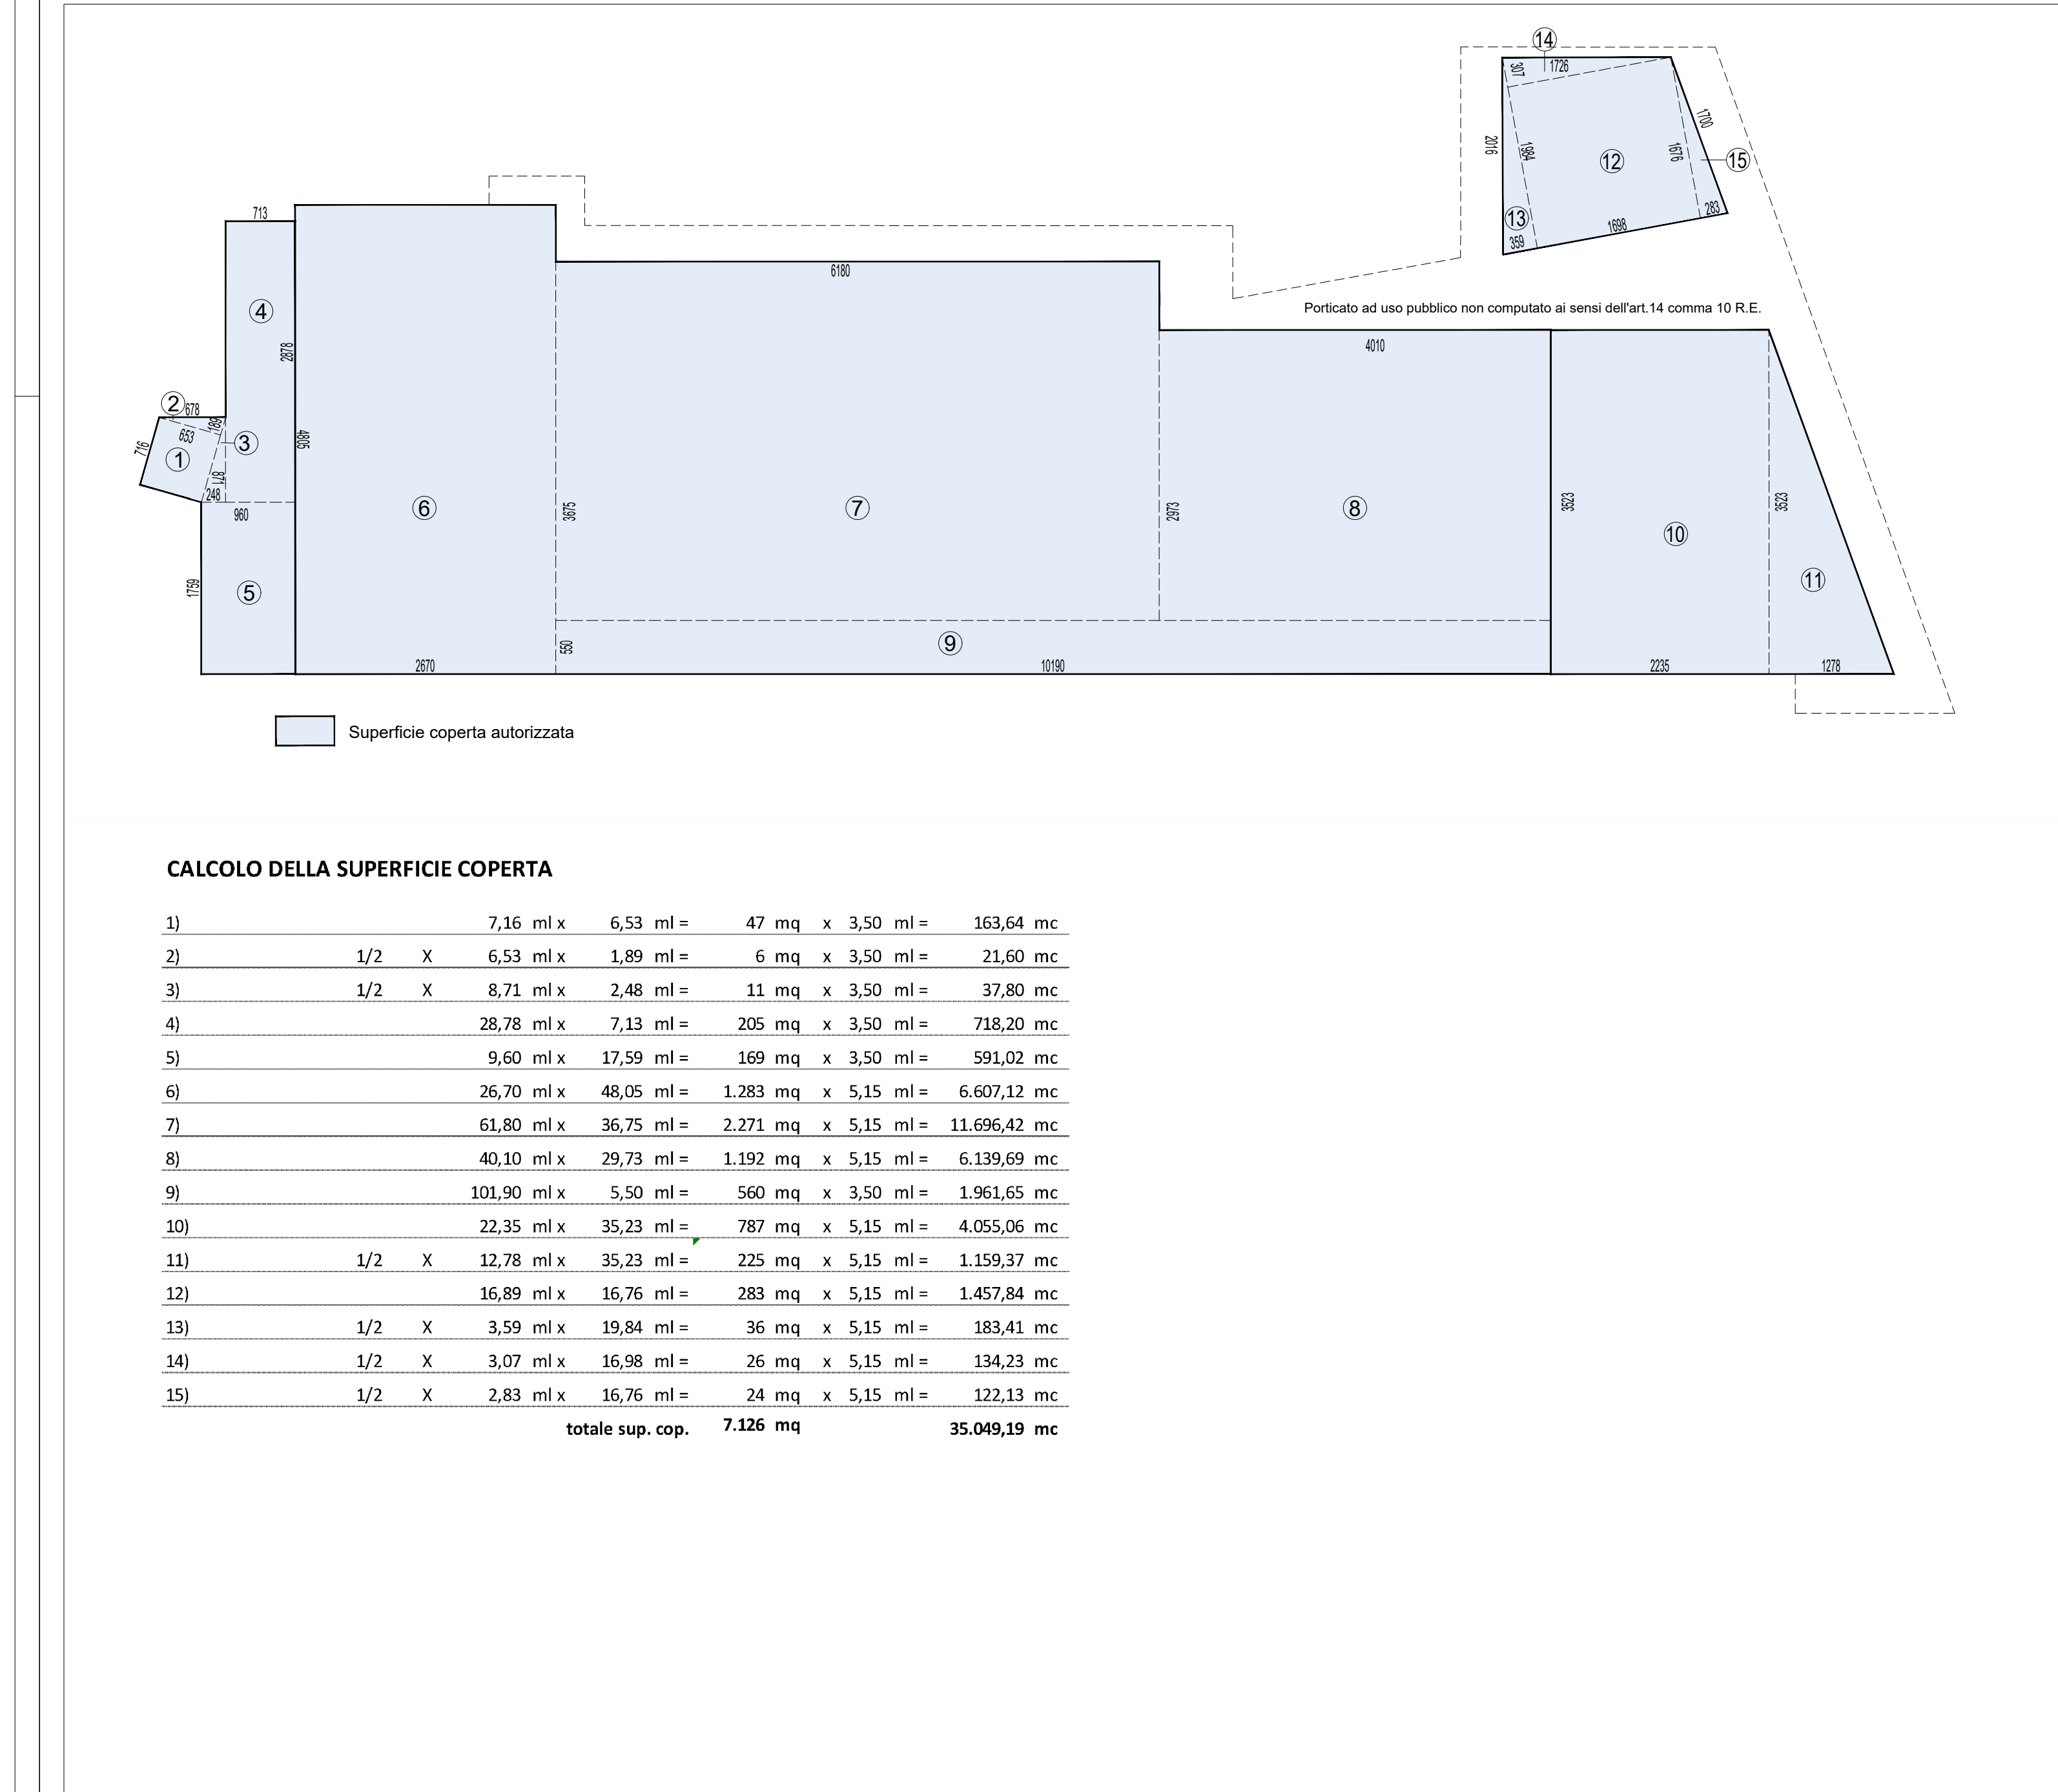 14
307
1726
1700
2016
1984
12
1676
15
13
283
1698
359
713
6180
Porticato ad uso pubblico non computato ai sensi dell'art.14 comma 10 R.E.
4
4010
2878
2
678
189
653
3
4805
716
1
871
248
960
6
3675
7
2973
8
3523
3523
10
11
1759
5
9
550
2670
10190
2235
1278
Superficie coperta autorizzata
CALCOLO DELLA SUPERFICIE COPERTA
1) 7,16 ml x 6,53 ml = 47 mq x 3,50 ml = 163,64 mc
2) 1/2 X 6,53 ml x 1,89 ml = 6 mq x 3,50 ml = 21,60 mc
3) 1/2 X 8,71 ml x 2,48 ml = 11 mq x 3,50 ml = 37,80 mc
4) 28,78 ml x 7,13 ml = 205 mq x 3,50 ml = 718,20 mc
5) 9,60 ml x 17,59 ml = 169 mq x 3,50 ml = 591,02 mc
6) 26,70 ml x 48,05 ml = 1.283 mq x 5,15 ml = 6.607,12 mc
7) 61,80 ml x 36,75 ml = 2.271 mq x 5,15 ml = 11.696,42 mc
8) 40,10 ml x 29,73 ml = 1.192 mq x 5,15 ml = 6.139,69 mc
9) 101,90 ml x 5,50 ml = 560 mq x 3,50 ml = 1.961,65 mc
10) 22,35 ml x 35,23 ml = 787 mq x 5,15 ml = 4.055,06 mc
11) 1/2 X 12,78 ml x 35,23 ml = 225 mq x 5,15 ml = 1.159,37 mc
12) 16,89 ml x 16,76 ml = 283 mq x 5,15 ml = 1.457,84 mc
13) 1/2 X 3,59 ml x 19,84 ml = 36 mq x 5,15 ml = 183,41 mc
14) 1/2 X 3,07 ml x 16,98 ml = 26 mq x 5,15 ml = 134,23 mc
15) 1/2 X 2,83 ml x 16,76 ml = 24 mq x 5,15 ml = 122,13 mc
totale sup. cop. 7.126 mq 35.049,19 mc